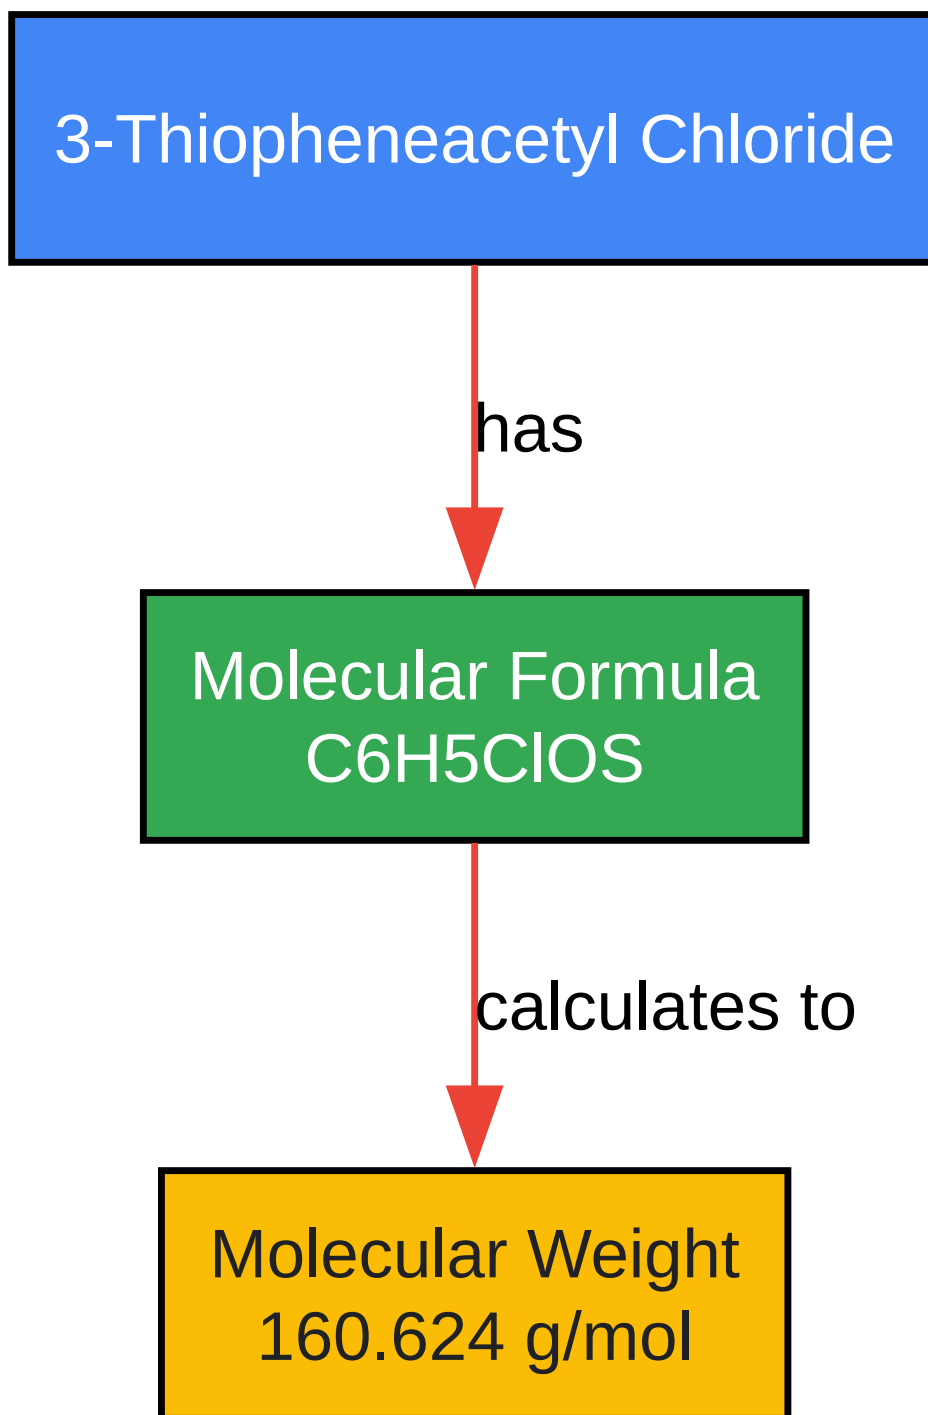 3-Thiopheneacetyl Chloride
has
Molecular Formula
C6H5ClOS
calculates to
Molecular Weight
160.624 g/mol